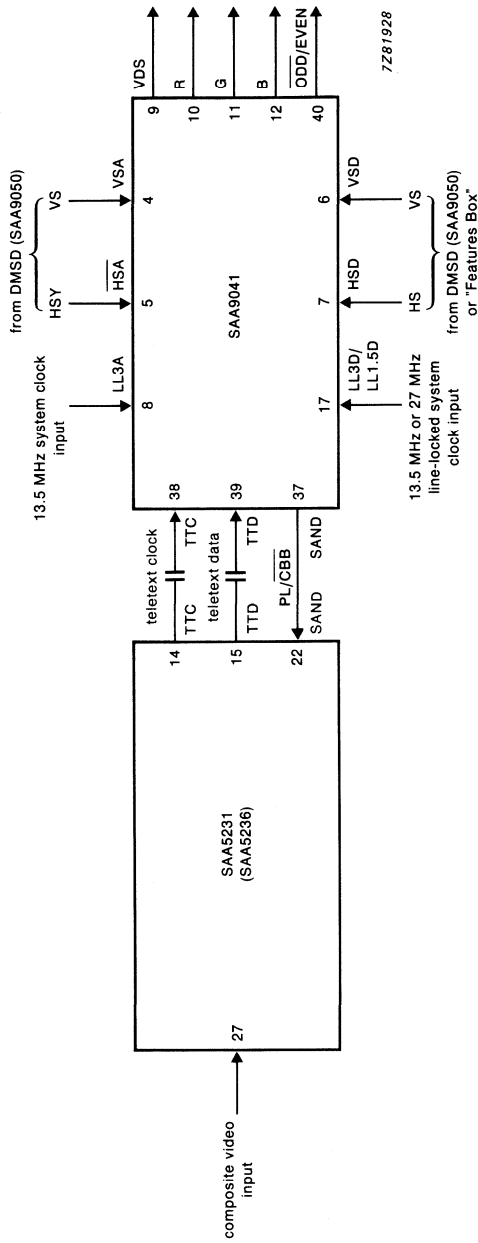 composite video
input
27
SAA5231
(SAA5236)
14
15
22
teletext clock
TTC
TTC
teletext data
TTD
TTD
PL/CBB
SAND
SAND
38
39
37
13.5 MHz system clock
input
LL3A
8
from DMSD (SAA9050)
HSY
VS
HSA
VSA
5
4
SAA9041
17
7
6
LL3D/
LL1.5D
HSD
VSD
HS
VS
13.5 MHz or 27 MHz
line-locked system
clock input
from DMSD (SAA9050)
or "Features Box"
9
VDS
10
R
11
G
12
B
40
ODD/EVEN
7Z81928